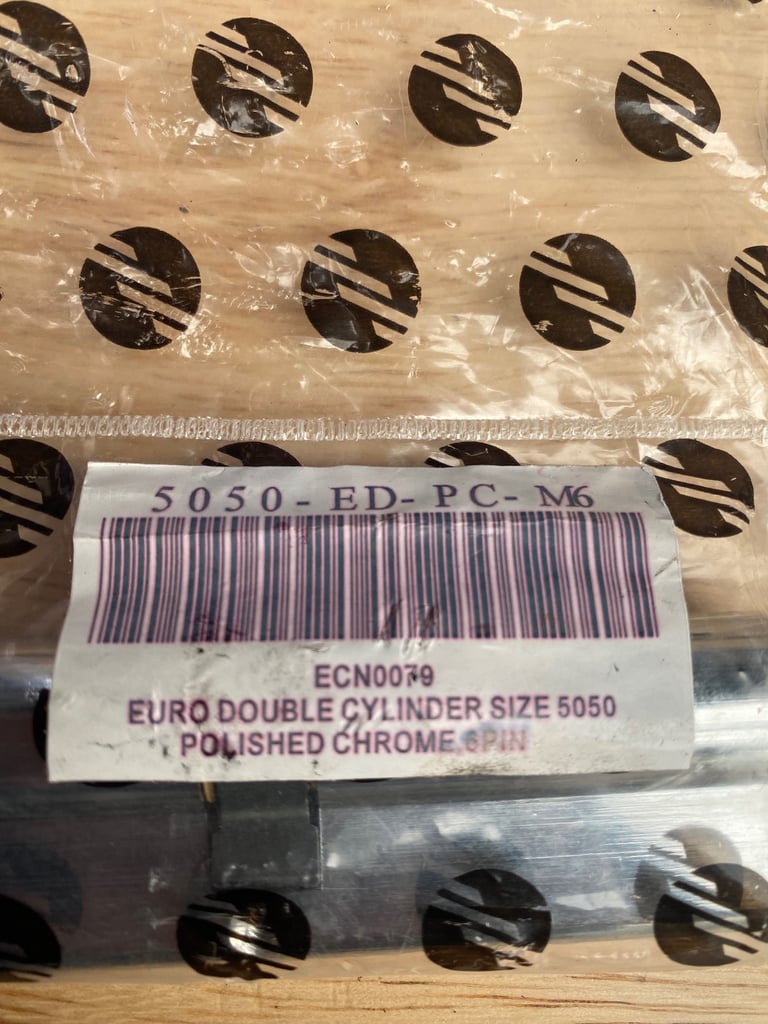 5050-ED-PC-M6
ECN0079
EURO DOUBLE CYLINDER SIZE 5050
POLISHED CHROME,6PIN